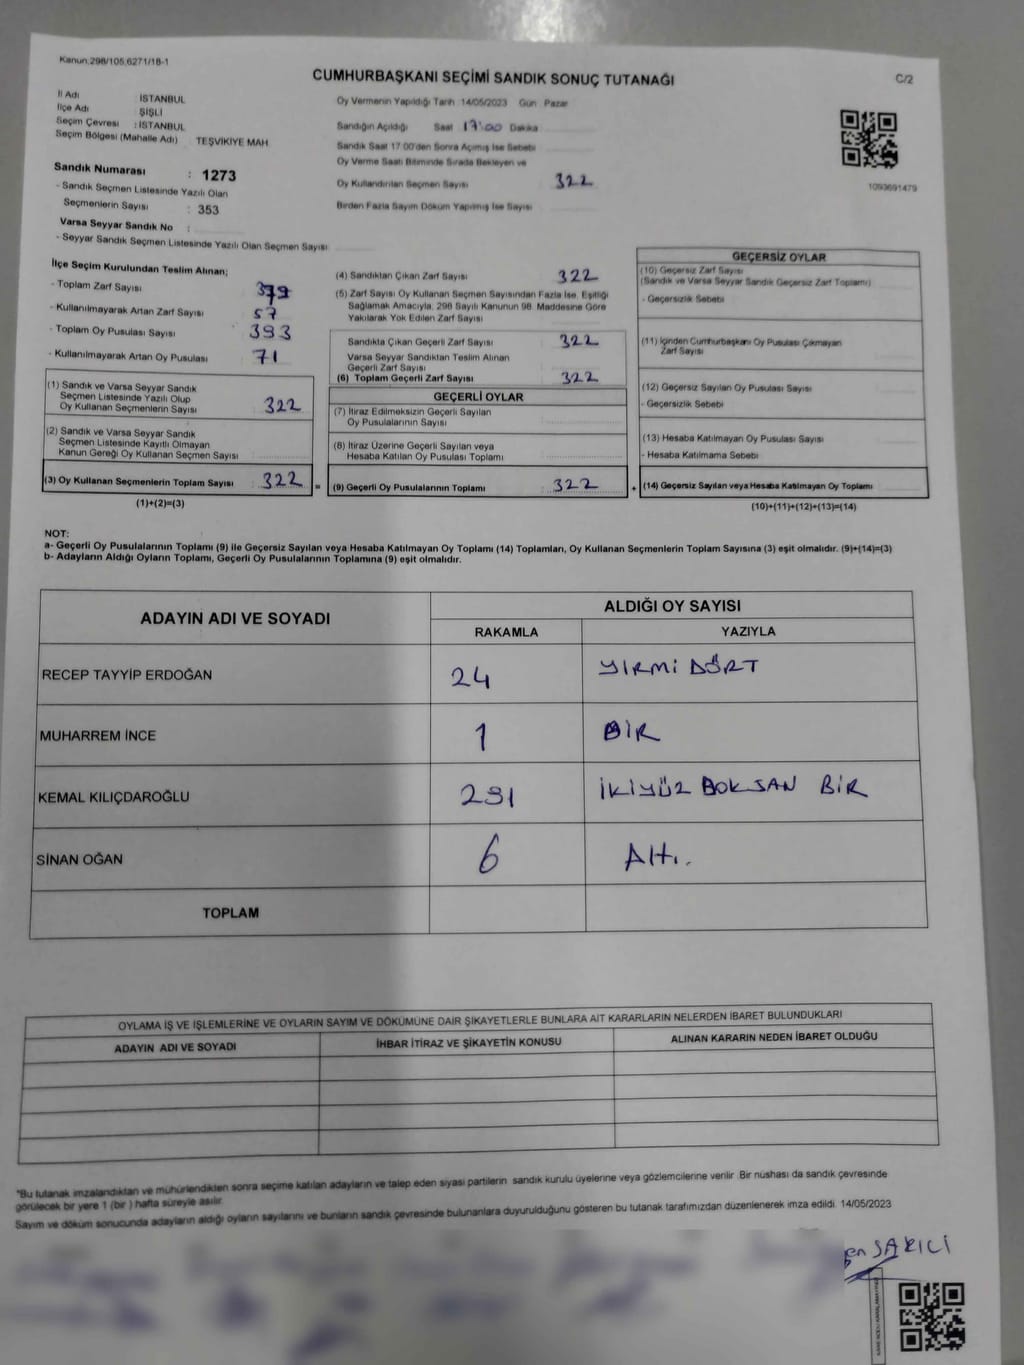 Kanun.298/105,6271/18-1
CUMHURBAŞKANI SEÇİMİ SANDIK SONUÇ TUTANAĞI
C/2
İl Adı : İSTANBUL
İlçe Adı : ŞİŞLİ
Seçim Çevresi : İSTANBUL
Seçim Bölgesi (Mahalle Adı) TEŞVİKİYE MAH.
Sandık Numarası : 1273
- Sandık Seçmen Listesinde Yazılı Olan
Seçmenlerin Sayısı : 353
Varsa Seyyar Sandık No :
- Seyyar Sandık Seçmen Listesinde Yazılı Olan Seçmen Sayısı
Oy Vermenin Yapıldığı Tarih :14/05/2023 Gün Pazar
Sandığın Açıldığı Saat 17:00 Dakika
Sandık Saat 17:00'den Sonra Açılmış İse Sebebi
Oy Verme Saati Bitiminde Sırada Bekleyen ve
Oy Kullandırılan Seçmen Sayısı 322
Birden Fazla Sayım Döküm Yapılmış İse Sayısı
1093691479
İlçe Seçim Kurulundan Teslim Alınan;
- Toplam Zarf Sayısı 379
- Kullanılmayarak Artan Zarf Sayısı 57
- Toplam Oy Pusulası Sayısı 393
- Kullanılmayarak Artan Oy Pusulası 71
(1) Sandık ve Varsa Seyyar Sandık
Seçmen Listesinde Yazılı Olup
Oy Kullanan Seçmenlerin Sayısı 322
(2) Sandık ve Varsa Seyyar Sandık
Seçmen Listesinde Kayıtlı Olmayan
Kanun Gereği Oy Kullanan Seçmen Sayısı
(3) Oy Kullanan Seçmenlerin Toplam Sayısı 322
(1)+(2)=(3)
=
(4) Sandıktan Çıkan Zarf Sayısı 322
(5) Zarf Sayısı Oy Kullanan Seçmen Sayısından Fazla İse, Eşitliği
Sağlamak Amacıyla, 298 Sayılı Kanunun 98. Maddesine Göre
Yakılarak Yok Edilen Zarf Sayısı
Sandıkta Çıkan Geçerli Zarf Sayısı 322
Varsa Seyyar Sandıktan Teslim Alınan
Geçerli Zarf Sayısı
(6) Toplam Geçerli Zarf Sayısı 322
GEÇERLİ OYLAR
(7) İtiraz Edilmeksizin Geçerli Sayılan
Oy Pusulalarının Sayısı
(8) İtiraz Üzerine Geçerli Sayılan veya
Hesaba Katılan Oy Pusulası Toplamı
(9) Geçerli Oy Pusulalarının Toplamı 322
+
GEÇERSİZ OYLAR
(10) Geçersiz Zarf Sayısı
(Sandık ve Varsa Seyyar Sandık Geçersiz Zarf Toplamı)
- Geçersizlik Sebebi
(11) İçinden Cumhurbaşkanı Oy Pusulası Çıkmayan
Zarf Sayısı
(12) Geçersiz Sayılan Oy Pusulası Sayısı
- Geçersizlik Sebebi
(13) Hesaba Katılmayan Oy Pusulası Sayısı
- Hesaba Katılmama Sebebi
(14) Geçersiz Sayılan veya Hesaba Katılmayan Oy Toplamı
(10)+(11)+(12)+(13)=(14)
NOT:
a- Geçerli Oy Pusulalarının Toplamı (9) ile Geçersiz Sayılan veya Hesaba Katılmayan Oy Toplamı (14) Toplamları, Oy Kullanan Seçmenlerin Toplam Sayısına (3) eşit olmalıdır. (9)+(14)=(3)
b- Adayların Aldığı Oyların Toplamı, Geçerli Oy Pusulalarının Toplamına (9) eşit olmalıdır.
ADAYIN ADI VE SOYADI
ALDIĞI OY SAYISI
RAKAMLA YAZIYLA
RECEP TAYYİP ERDOĞAN 24 YİRMİ DÖRT
MUHARREM İNCE 1 BİR
KEMAL KILIÇDAROĞLU 291 İKİYÜZ DOKSAN BİR
SİNAN OĞAN 6 Altı.
TOPLAM
OYLAMA İŞ VE İŞLEMLERİNE VE OYLARIN SAYIM VE DÖKÜMÜNE DAİR ŞİKAYETLERLE BUNLARA AİT KARARLARIN NELERDEN İBARET BULUNDUKLARI
ADAYIN ADI VE SOYADI İHBAR İTİRAZ VE ŞİKAYETİN KONUSU ALINAN KARARIN NEDEN İBARET OLDUĞU
*Bu tutanak imzalandıktan ve mühürlendikten sonra seçime katılan adayların ve talep eden siyasi partilerin sandık kurulu üyelerine veya gözlemcilerine verilir. Bir nüshası da sandık çevresinde
görülecek bir yere 1 (bir) hafta süreyle asılır.
Sayım ve döküm sonucunda adayların aldığı oyların sayılarını ve bunların sandık çevresinde bulunanlara duyurulduğunu gösteren bu tutanak tarafımızdan düzenlenerek imza edildi. 14/05/2023